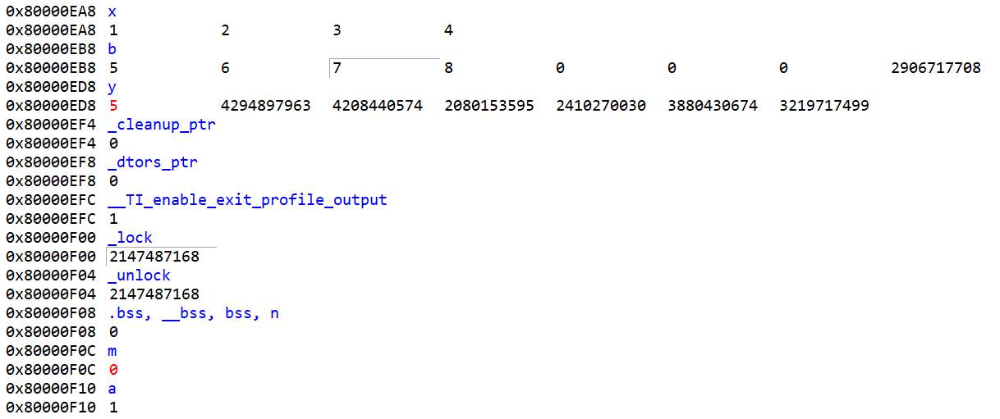 0x80000EA8 x
0x80000EA8 1 2 3 4
0x80000EB8 b
0x80000EB8 5 6 7 8 0 0 0 2906717708
0x80000ED8 y
0x80000ED8 5 4294897963 4208440574 2080153595 2410270030 3880430674 3219717499
0x80000EF4 _cleanup_ptr
0x80000EF4 0
0x80000EF8 _dtors_ptr
0x80000EF8 0
0x80000EFC __TI_enable_exit_profile_output
0x80000EFC 1
0x80000F00 _lock
0x80000F00 2147487168
0x80000F04 _unlock
0x80000F04 2147487168
0x80000F08 .bss, __bss, bss, n
0x80000F08 0
0x80000F0C m
0x80000F0C 0
0x80000F10 a
0x80000F10 1